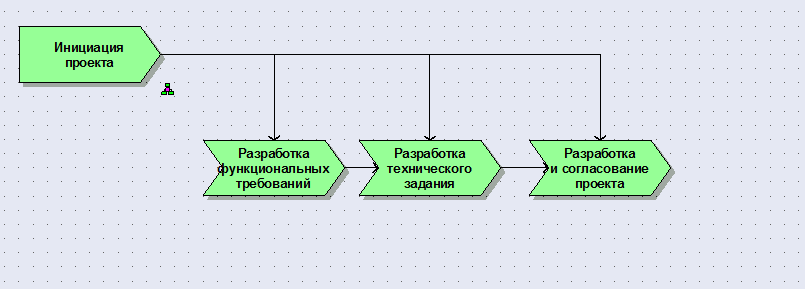 Инициация
проекта
Разработка
функциональных
требований
Разработка
технического
задания
Разработка
и согласование
проекта